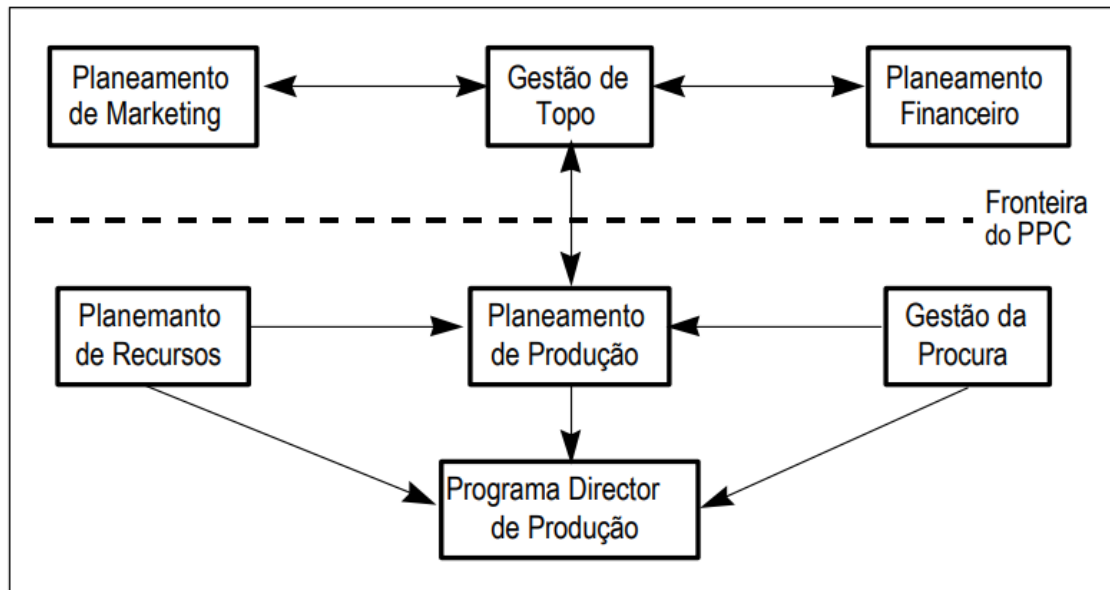 Planeamento
de Marketing
Gestão de
Topo
Planeamento
Financeiro
Fronteira
do PPC
Planemanto
de Recursos
Planeamento
de Produção
Gestão da
Procura
Programa Director
de Produção